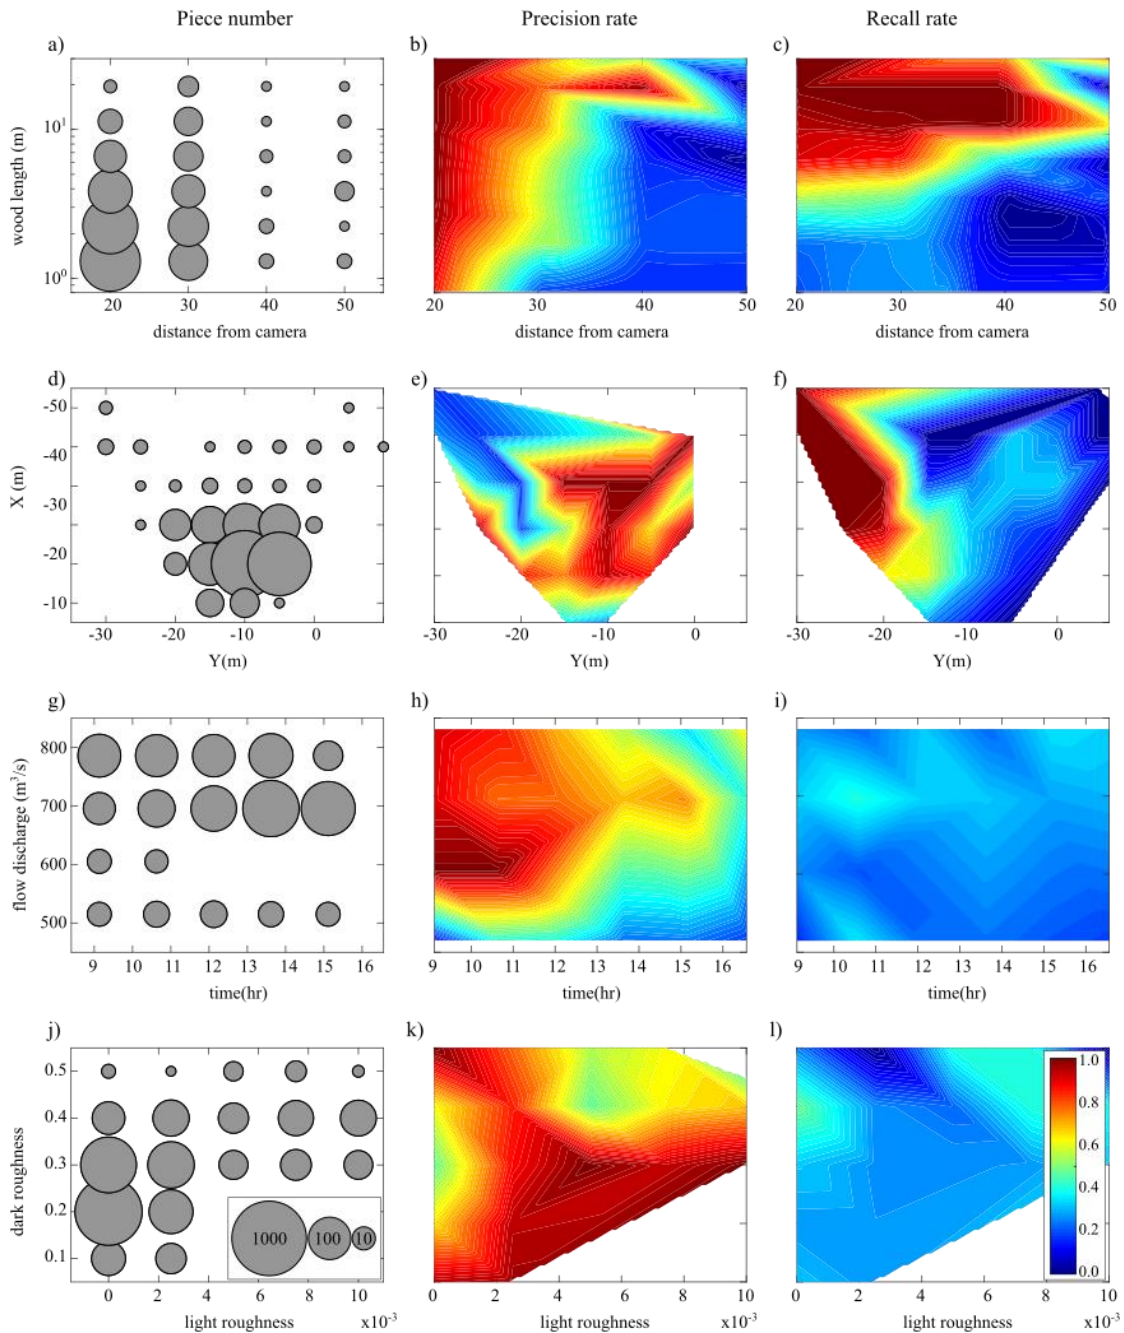 Piece number Precision rate Recall rate
a) b) c)
wood length (m)
10¹
10⁰
20 30 40 50 20 30 40 50 20 30 40 50
distance from camera distance from camera distance from camera
d) e) f)
X (m)
-50
-40
-30
-20
-10
-30 -20 -10 0 -30 -20 -10 0 -30 -20 -10 0
Y(m) Y(m) Y(m)
g) h) i)
flow discharge (m³/s)
800
700
600
500
9 10 11 12 13 14 15 16 9 10 11 12 13 14 15 16 9 10 11 12 13 14 15 16
time(hr) time(hr) time(hr)
j) k) l)
dark roughness
0.5
0.4
0.3
0.2
0.1
1000 100 10
1.0
0.8
0.6
0.4
0.2
0.0
0 2 4 6 8 10 0 2 4 6 8 10 0 2 4 6 8 10
light roughness x10⁻³ light roughness x10⁻³ light roughness x10⁻³